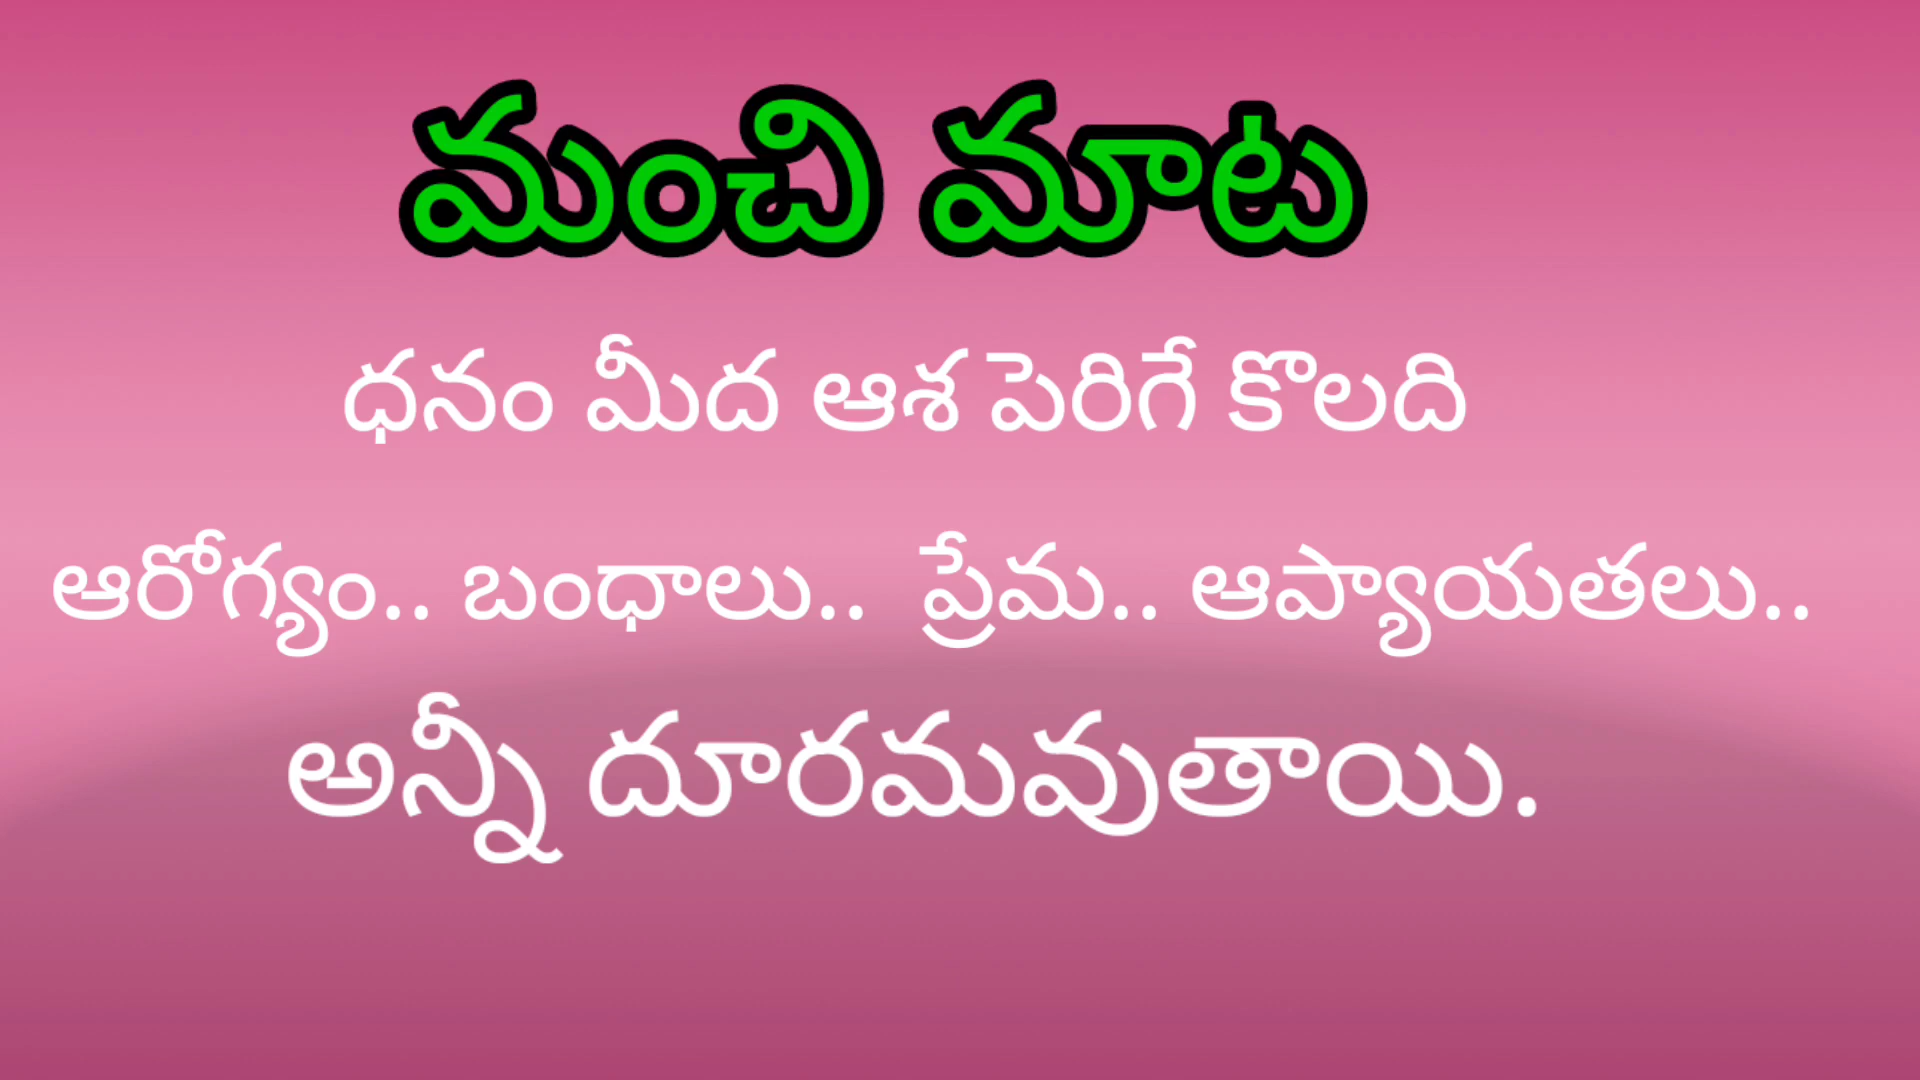 మంచి మాట
ధనం మీద ఆశ పెరిగే కొలది
ఆరోగ్యం.. బంధాలు.. ప్రేమ.. ఆప్యాయతలు..
అన్నీ దూరమవుతాయి.